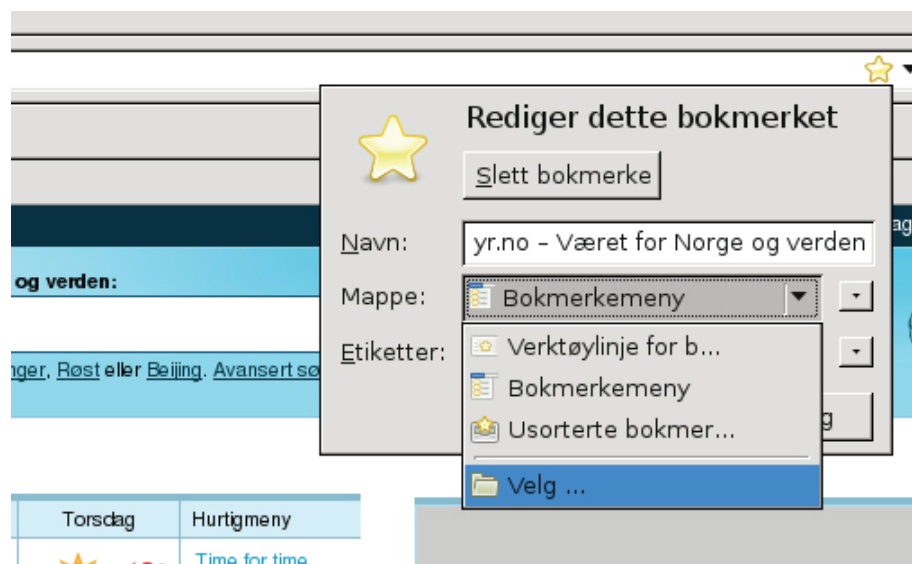 Rediger dette bokmerket
Slett bokmerke
Navn: yr.no – Været for Norge og verden
og verden:
Mappe: Bokmerkemeny
Etiketter:
Verktøylinje for b...
Bokmerkemeny
Usorterte bokmer...
Velg ...
Røst eller Beijing. Avansert
Torsdag Hurtigmeny
Time for time